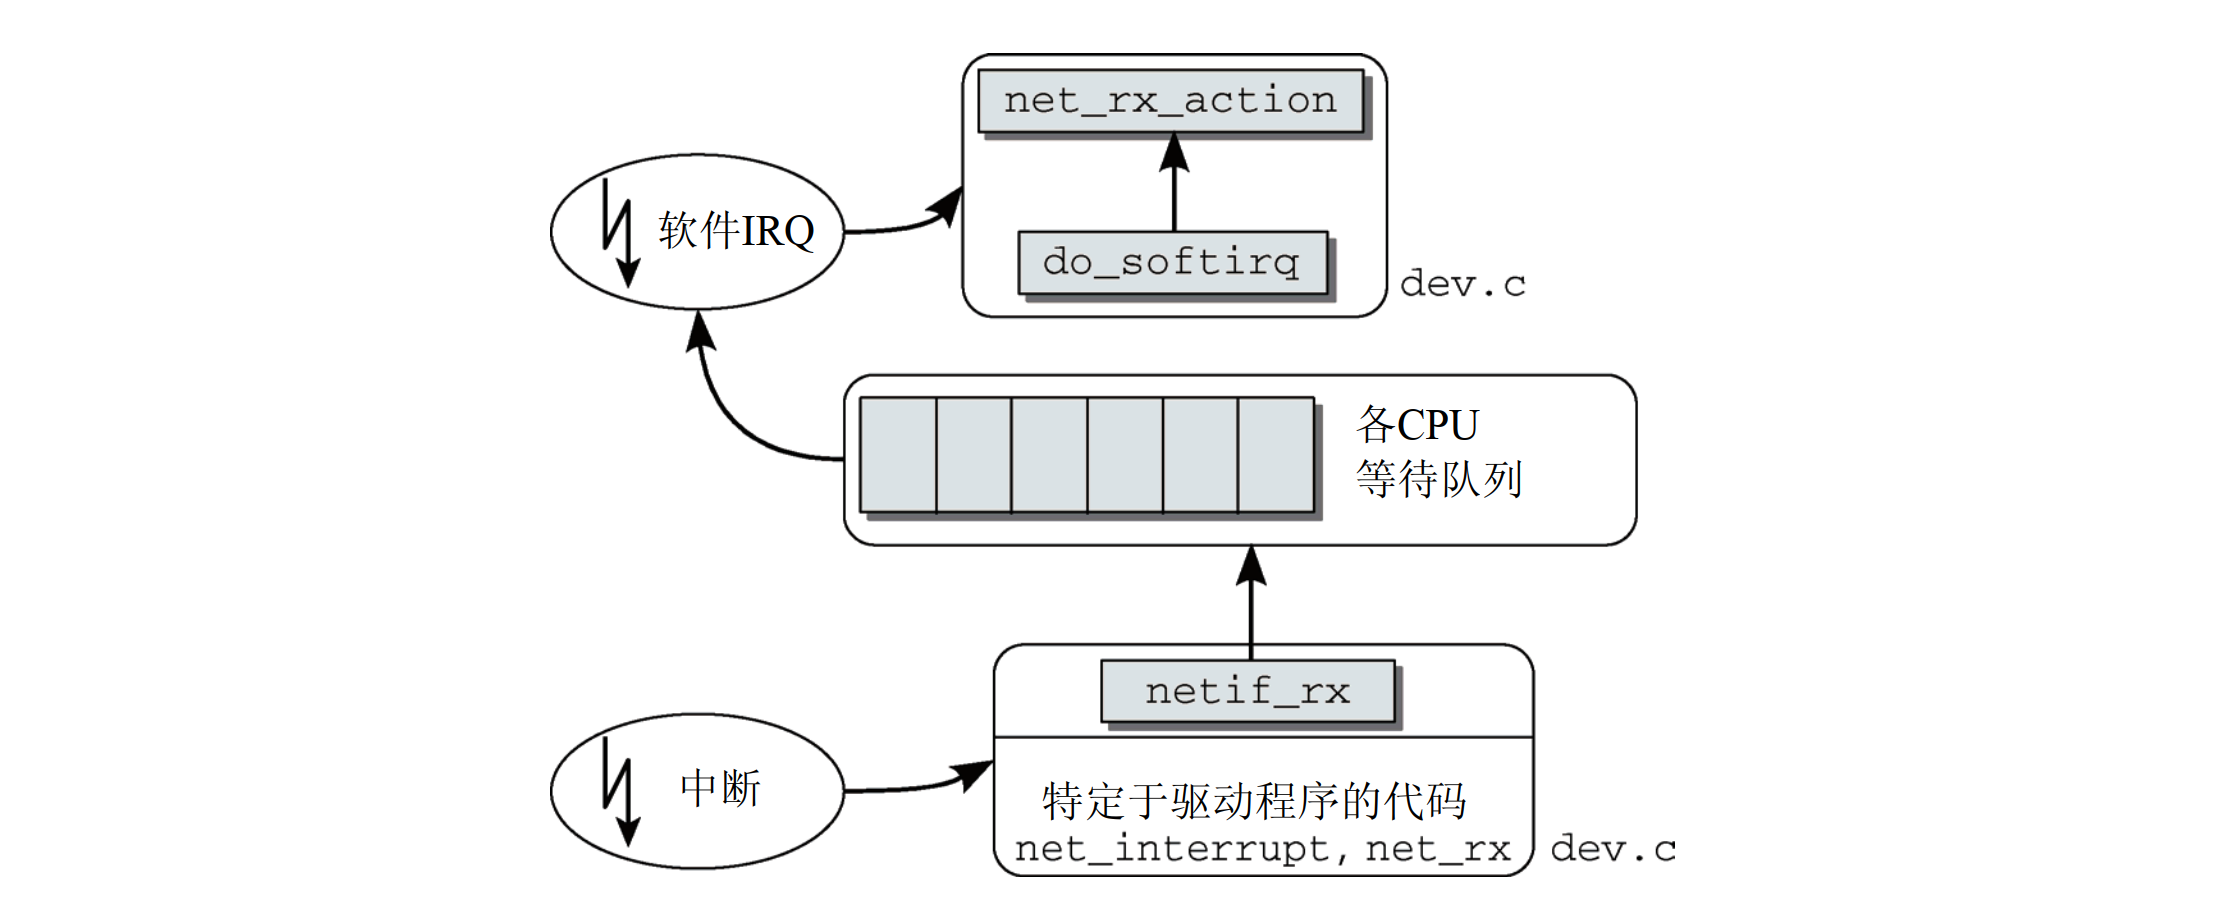 net_rx_action
软件IRQ
do_softirq
dev.c
各CPU
等待队列
netif_rx
中断
特定于驱动程序的代码
net_interrupt, net_rx
dev.c